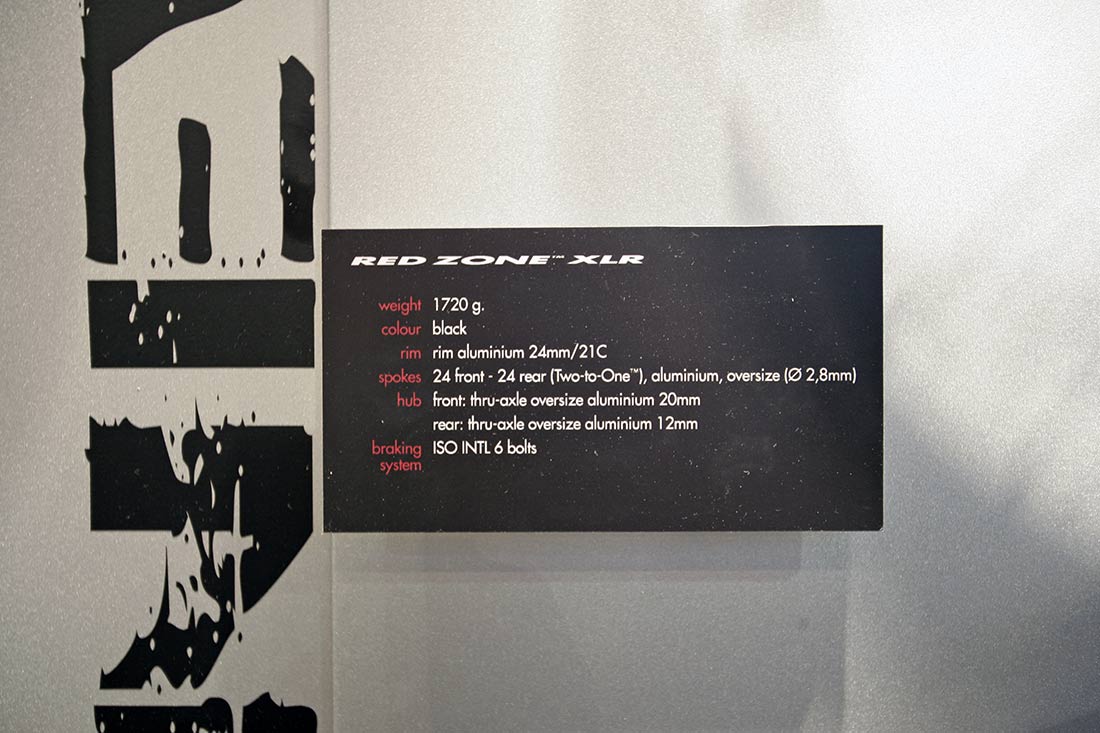 RED ZONE™ XLR
weight 1720 g.
colour black
rim rim aluminium 24mm/21C
spokes 24 front - 24 rear (Two-to-One™), aluminium, oversize (Ø 2,8mm)
hub front: thru-axle oversize aluminium 20mm
rear: thru-axle oversize aluminium 12mm
braking ISO INTL 6 bolts
system